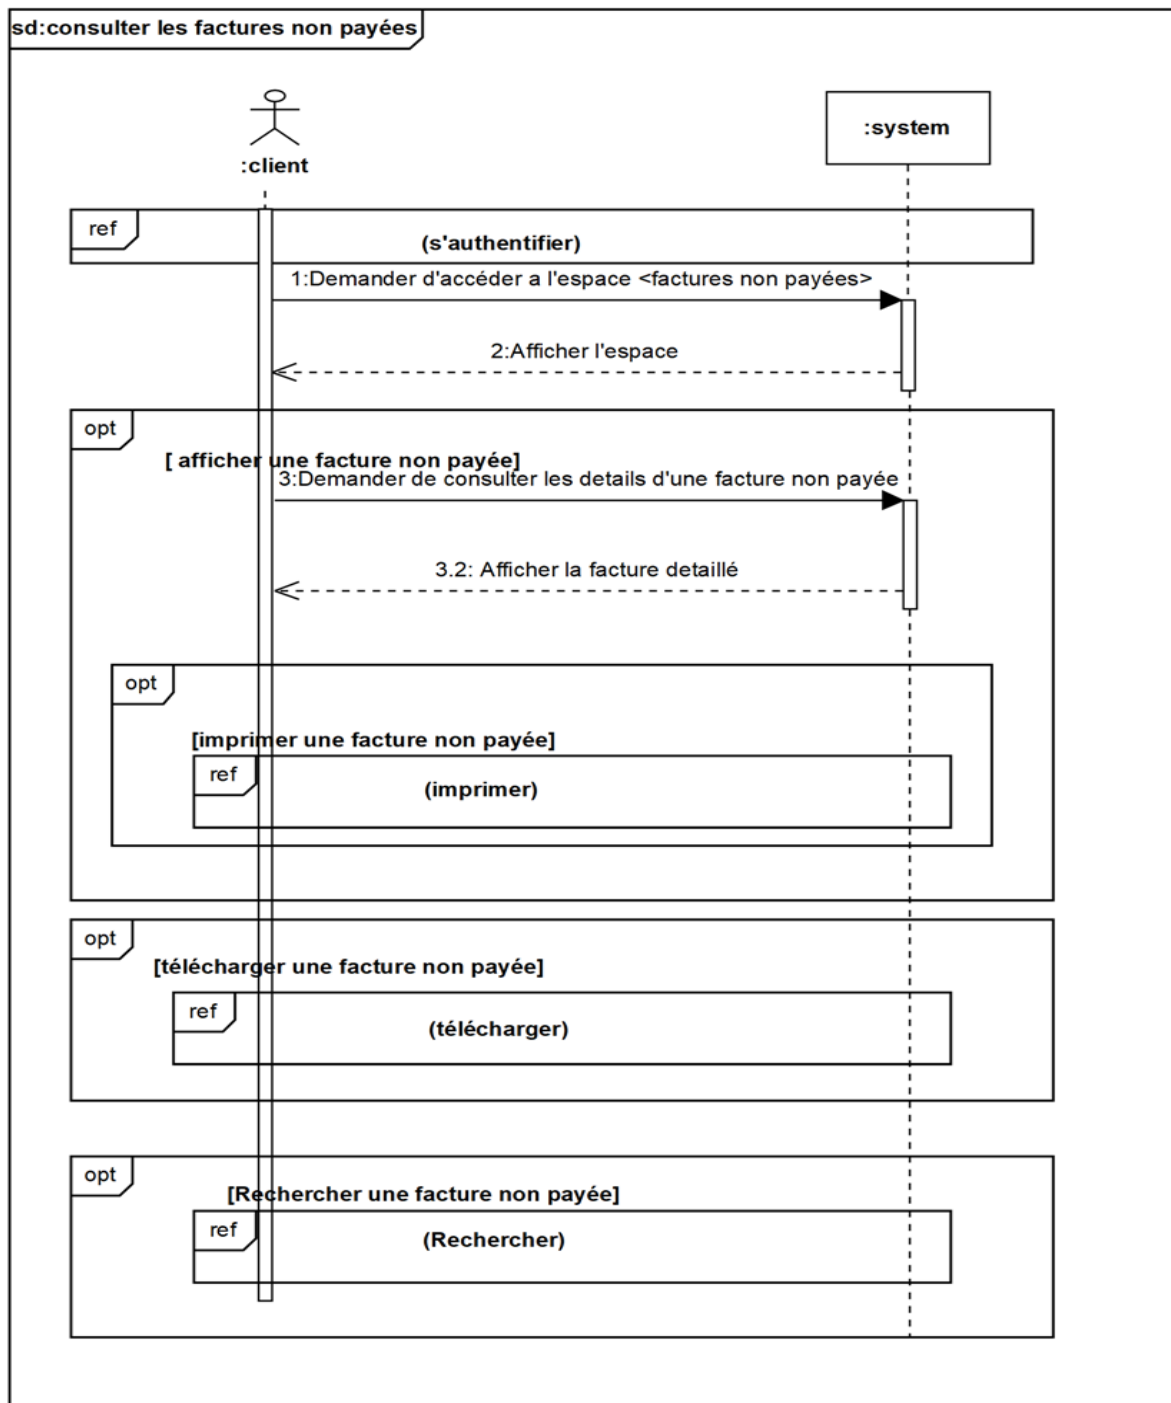 sd:consulter les factures non payées
:client
:system
ref
(s'authentifier)
1:Demander d'accéder a l'espace <factures non payées>
2:Afficher l'espace
opt
[ afficher une facture non payée]
3:Demander de consulter les details d'une facture non payée
3.2: Afficher la facture detaillé
opt
[imprimer une facture non payée]
ref
(imprimer)
opt
[télécharger une facture non payée]
ref
(télécharger)
opt
[Rechercher une facture non payée]
ref
(Rechercher)